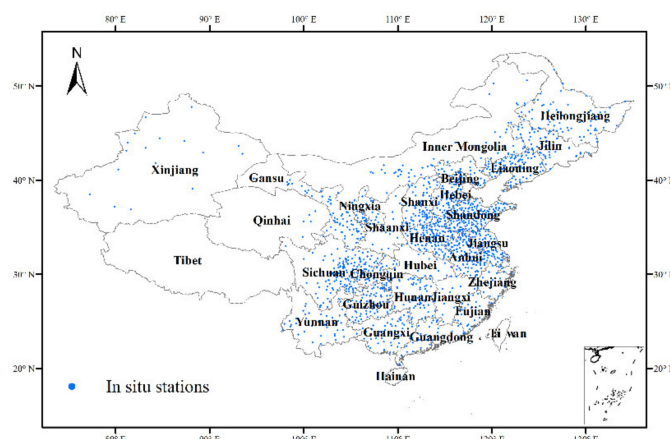 80° E 90° E 100° E 110° E 120° E 130° E
N
50° N 50° N
Heilongjiang
Inner Mongolia Jilin
Xinjiang Liaoning
Gansu Beijing
40° N 40° N
Hebei
Ningxia Shanxi
Qinhai Shandong
Shaanxi
Henan Jiangsu
Tibet Anhui
Hubei
30° N Sichuan Chongqin 30° N
Zhejiang
Guizhou Hunan Jiangxi
Yunnan Fujian
Guangxi Guangdong
20° N 20° N
Hainan
In situ stations